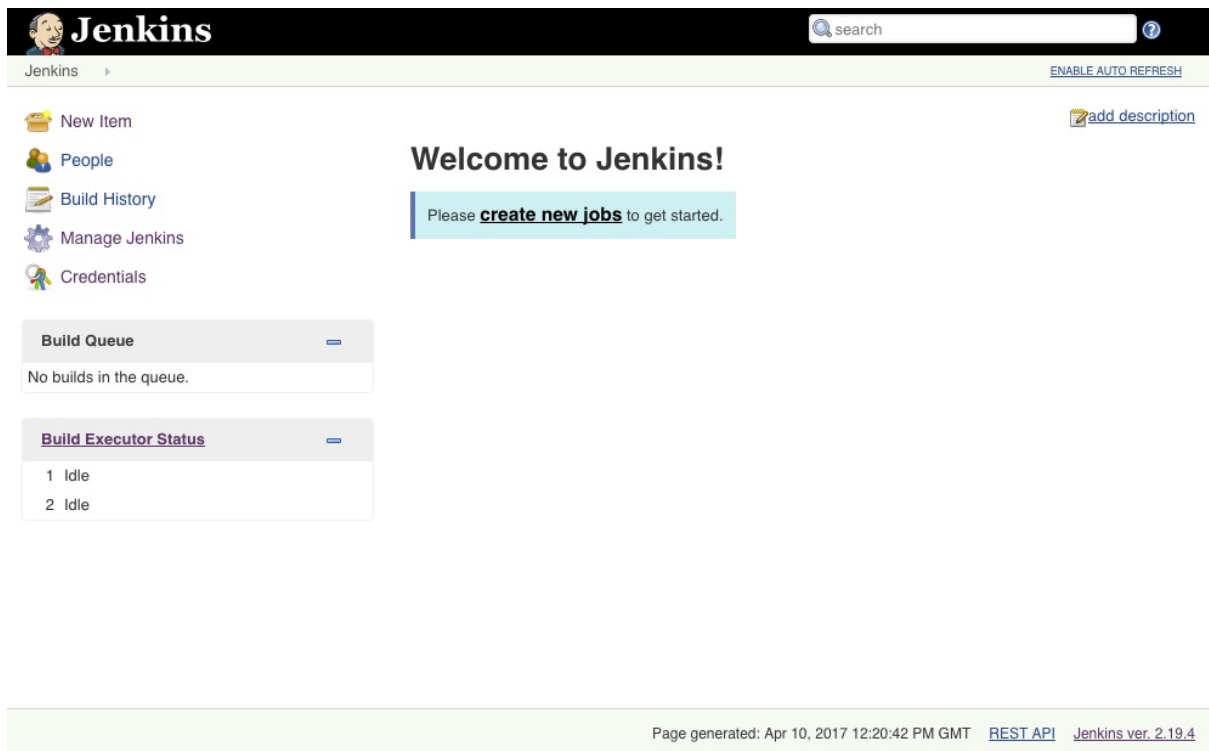 Jenkins
search
Jenkins
ENABLE AUTO REFRESH
New Item
People
Build History
Manage Jenkins
Credentials
add description
Welcome to Jenkins!
Please create new jobs to get started.
Build Queue
No builds in the queue.
Build Executor Status
1 Idle
2 Idle
Page generated: Apr 10, 2017 12:20:42 PM GMT REST API Jenkins ver. 2.19.4